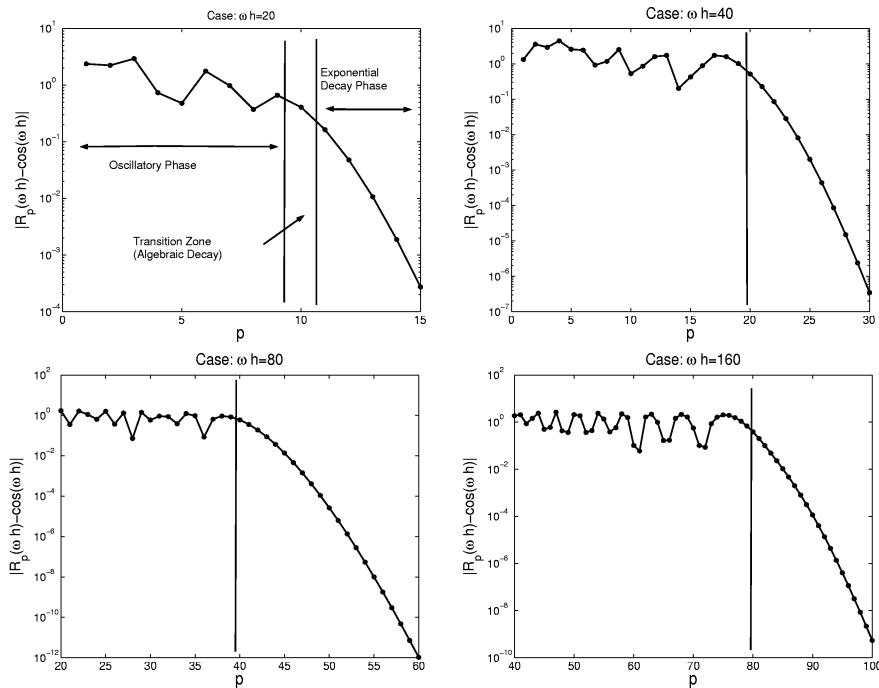 Case: ω h=20
10^1
10^0
10^−1
10^−2
10^−3
10^−4
|R_p(ω h)−cos(ω h)|
Exponential
Decay Phase
Oscillatory Phase
Transition Zone
(Algebraic Decay)
0 5 10 15
p
Case: ω h=40
10^1
10^0
10^−1
10^−2
10^−3
10^−4
10^−5
10^−6
10^−7
|R_p(ω h)−cos(ω h)|
0 5 10 15 20 25 30
p
Case: ω h=80
10^2
10^0
10^−2
10^−4
10^−6
10^−8
10^−10
10^−12
|R_p(ω h)−cos(ω h)|
20 25 30 35 40 45 50 55 60
p
Case: ω h=160
10^2
10^0
10^−2
10^−4
10^−6
10^−8
10^−10
|R_p(ω h)−cos(ω h)|
40 50 60 70 80 90 100
p